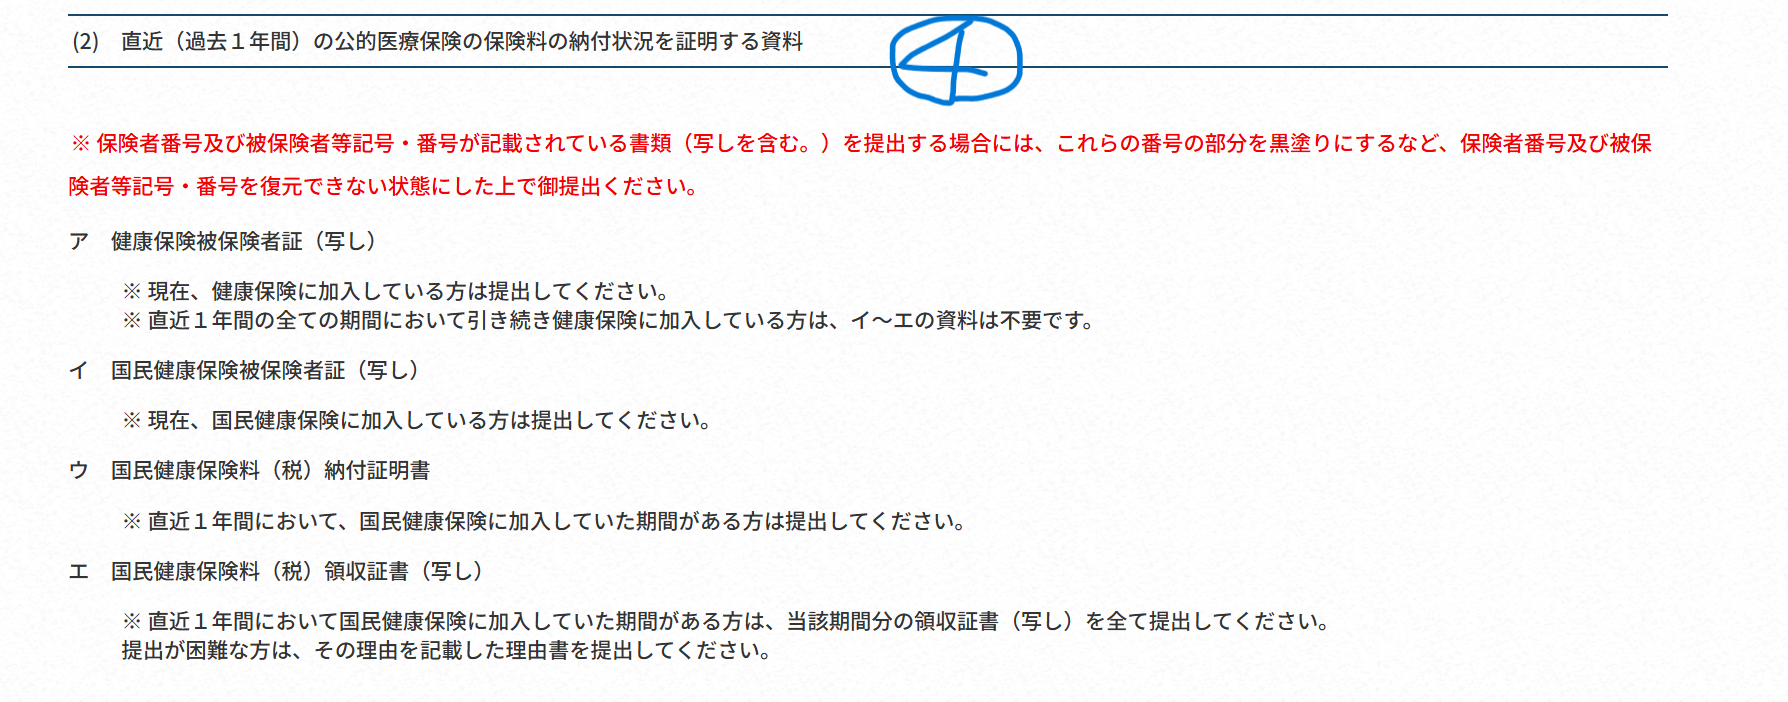 (2)　直近（過去１年間）の公的医療保険の保険料の納付状況を証明する資料
4
※ 保険者番号及び被保険者等記号・番号が記載されている書類（写しを含む。）を提出する場合には、これらの番号の部分を黒塗りにするなど、保険者番号及び被保
険者等記号・番号を復元できない状態にした上で御提出ください。
ア　健康保険被保険者証（写し）
※ 現在、健康保険に加入している方は提出してください。
※ 直近１年間の全ての期間において引き続き健康保険に加入している方は、イ～エの資料は不要です。
イ　国民健康保険被保険者証（写し）
※ 現在、国民健康保険に加入している方は提出してください。
ウ　国民健康保険料（税）納付証明書
※ 直近１年間において、国民健康保険に加入していた期間がある方は提出してください。
エ　国民健康保険料（税）領収証書（写し）
※ 直近１年間において国民健康保険に加入していた期間がある方は、当該期間分の領収証書（写し）を全て提出してください。
提出が困難な方は、その理由を記載した理由書を提出してください。